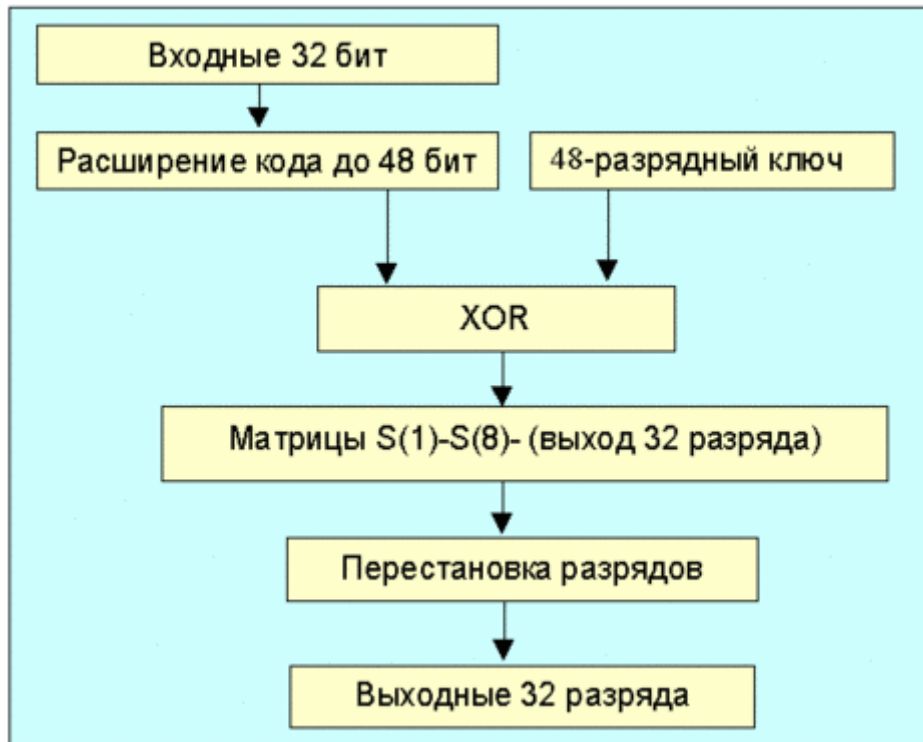 Входные 32 бит
Расширение кода до 48 бит
48-разрядный ключ
XOR
Матрицы S(1)-S(8)- (выход 32 разряда)
Перестановка разрядов
Выходные 32 разряда